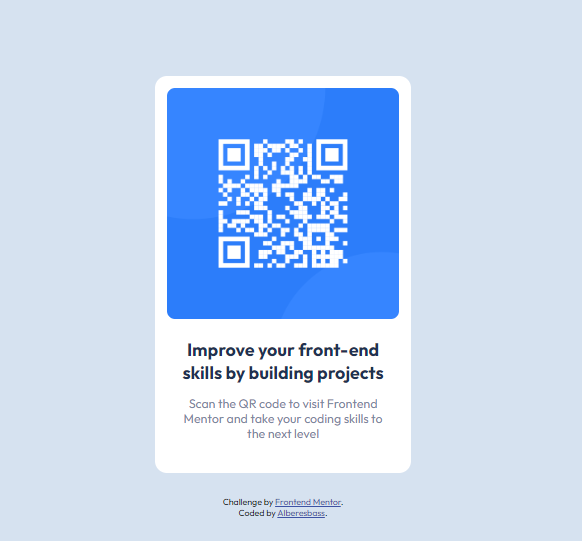 Improve your front-end
skills by building projects
Scan the QR code to visit Frontend
Mentor and take your coding skills to
the next level
Challenge by Frontend Mentor.
Coded by Alberesbass.